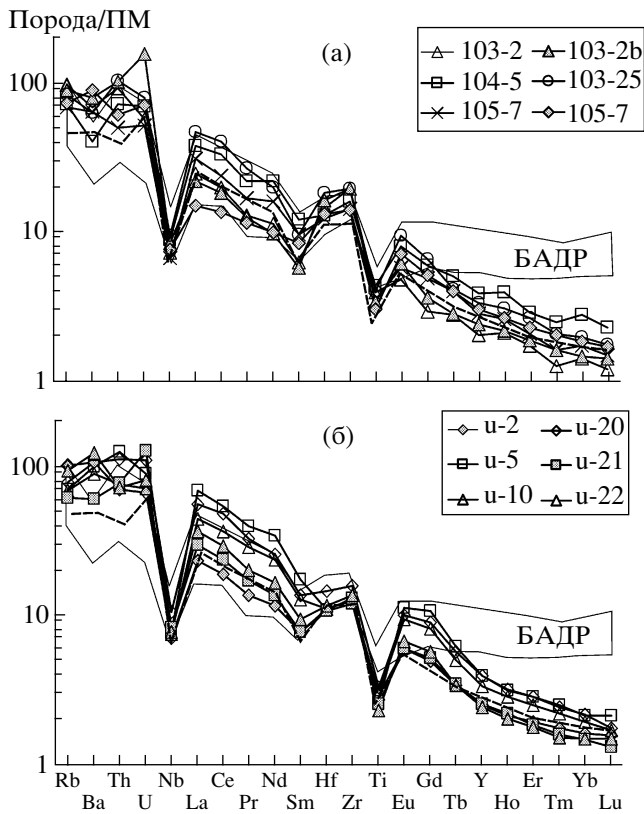 Порода/ПМ
(а)
103-2 103-2b
104-5 103-25
105-7 105-7
100
10
1
БАДР
(б)
u-2 u-20
u-5 u-21
u-10 u-22
100
10
1
БАДР
Rb Th Nb Ce Nd Hf Ti Gd Y Er Yb
Ba U La Pr Sm Zr Eu Tb Ho Tm Lu